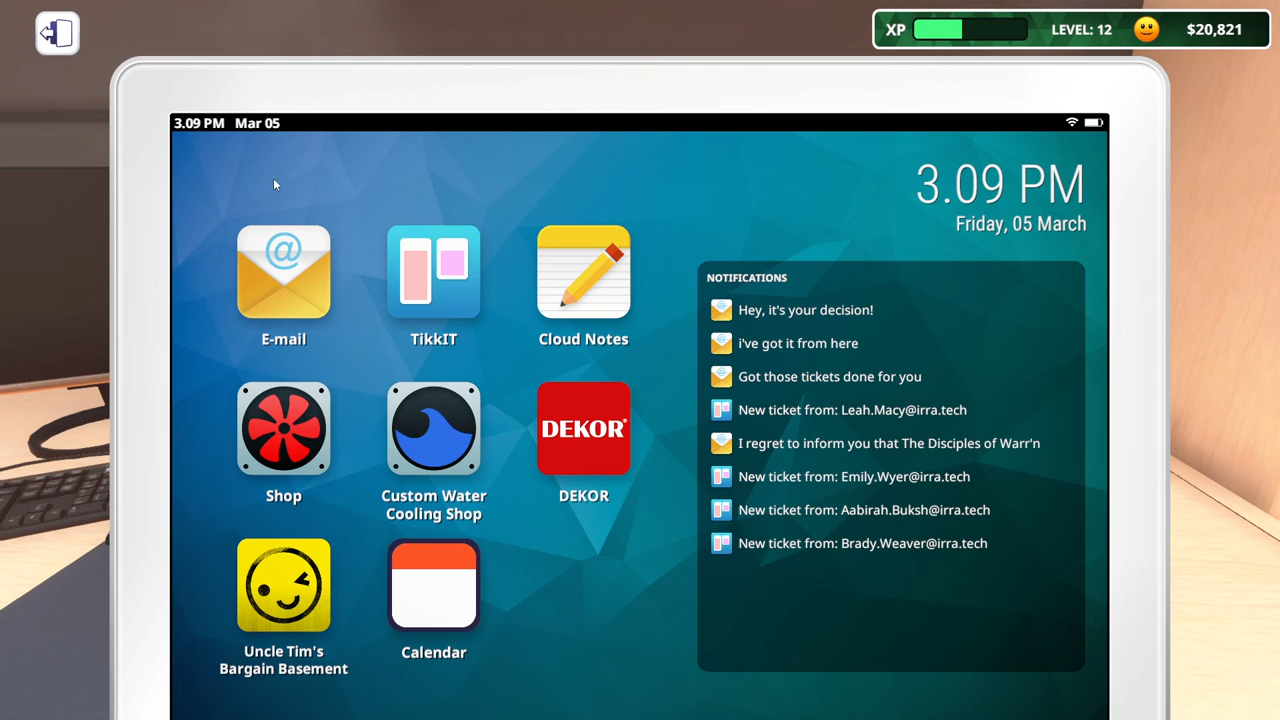 XP
LEVEL: 12
$20,821
3.09 PM Mar 05
3.09 PM
Friday, 05 March
@
E-mail
TikkIT
Cloud Notes
NOTIFICATIONS
Hey, it's your decision!
i've got it from here
Got those tickets done for you
New ticket from: Leah.Macy@irra.tech
I regret to inform you that The Disciples of Warr'n
New ticket from: Emily.Wyer@irra.tech
New ticket from: Aabirah.Buksh@irra.tech
New ticket from: Brady.Weaver@irra.tech
DEKOR®
Shop
Custom Water
Cooling Shop
DEKOR
Uncle Tim's
Bargain Basement
Calendar